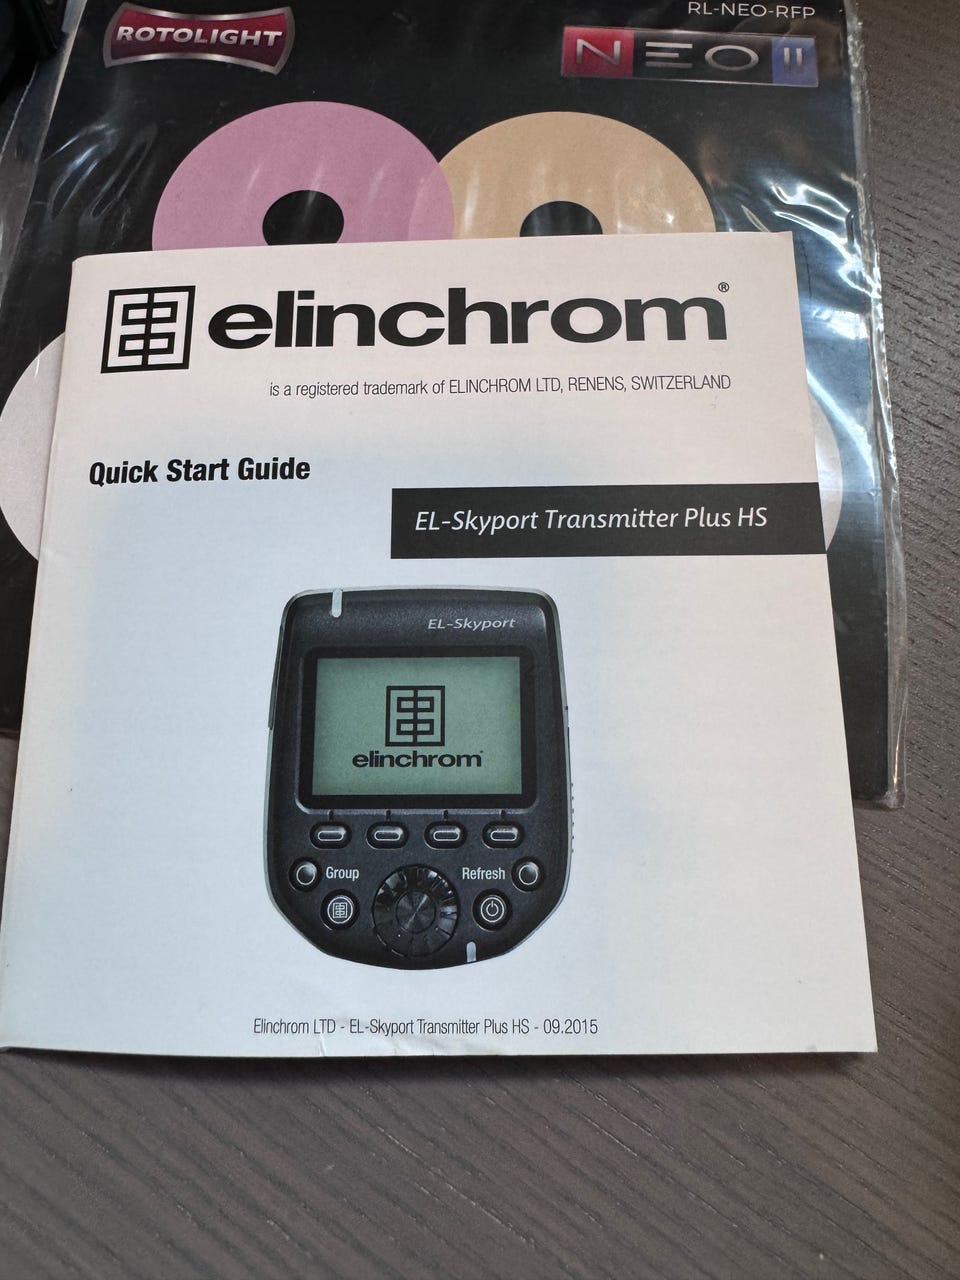 ROTOLIGHT
RL-NEO-RFP
NEO II
elinchrom®
is a registered trademark of ELINCHROM LTD, RENENS, SWITZERLAND
Quick Start Guide
EL-Skyport Transmitter Plus HS
EL-Skyport
elinchrom
Group
Refresh
Elinchrom LTD - EL-Skyport Transmitter Plus HS - 09.2015